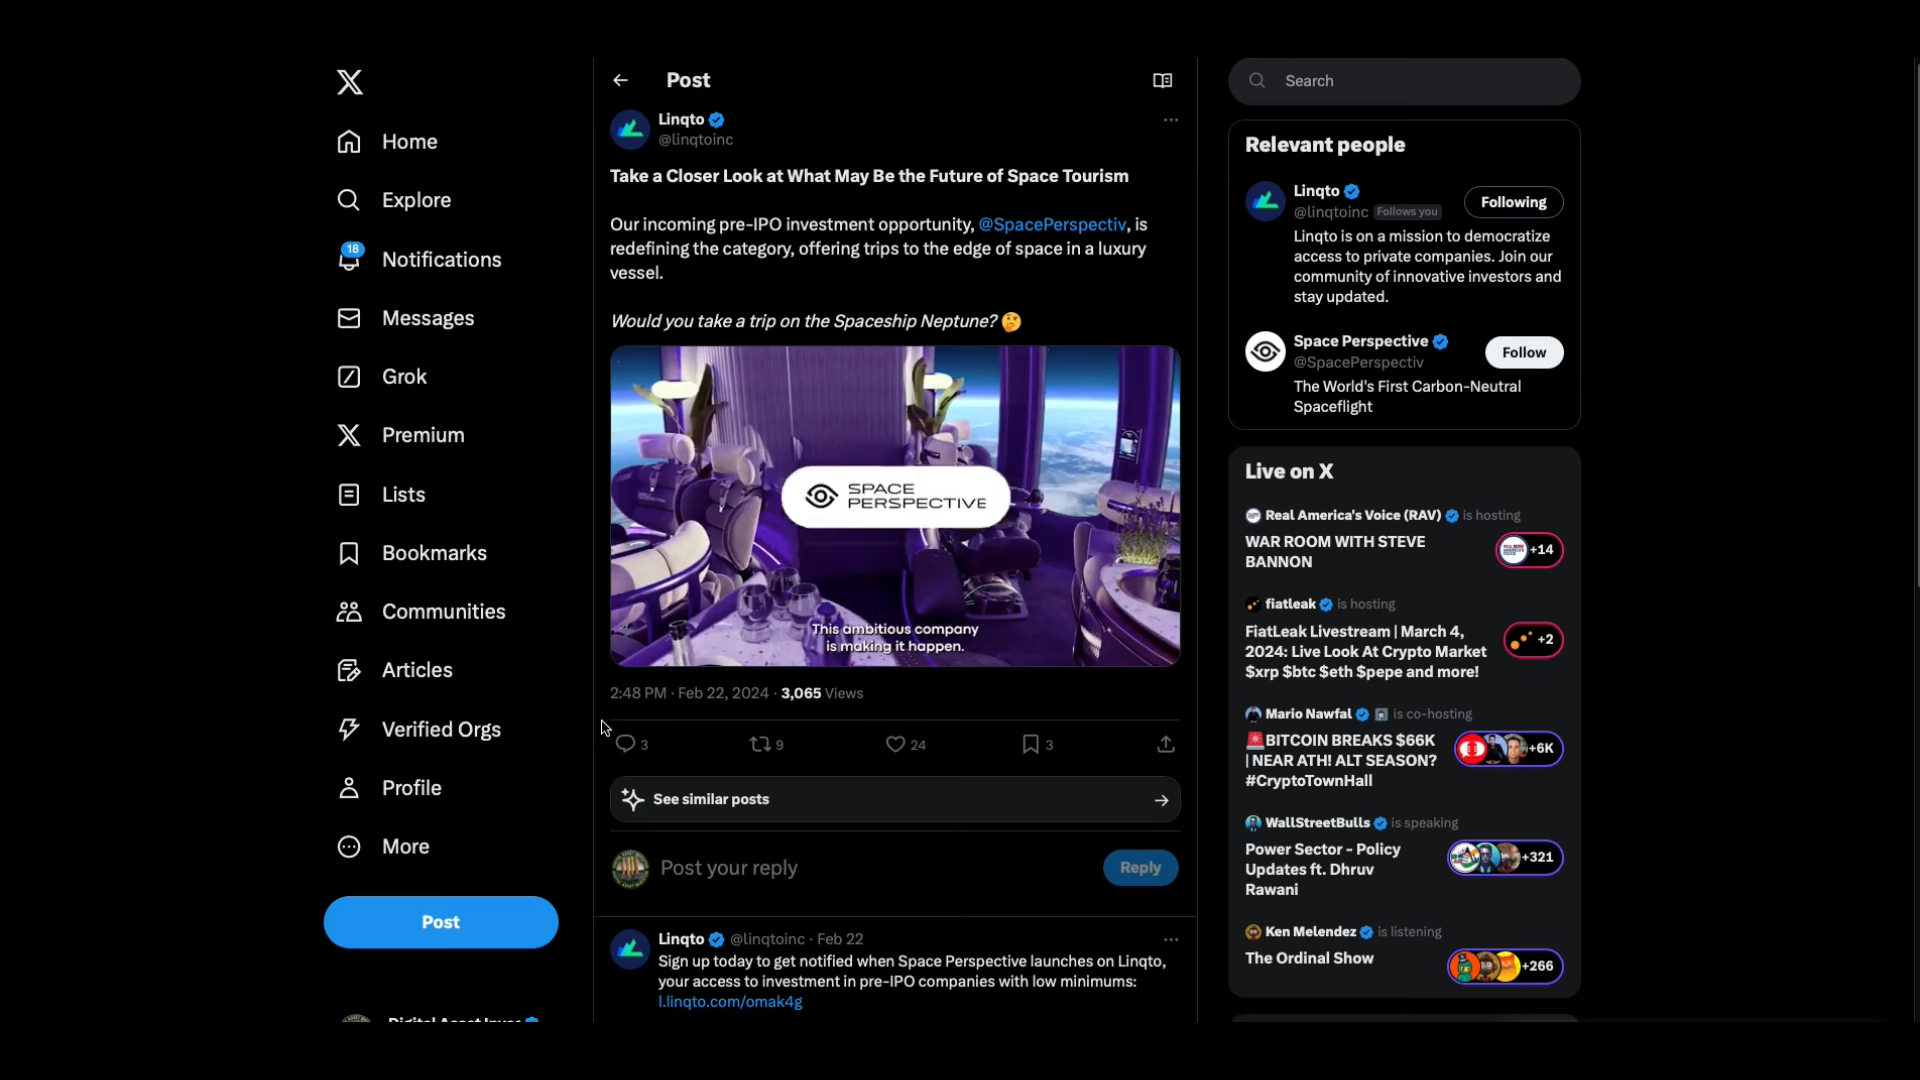 Home
Explore
18
Notifications
Messages
Grok
Premium
Lists
Bookmarks
Communities
Articles
Verified Orgs
Profile
More
Post
Post
Linqto
@linqtoinc
Take a Closer Look at What May Be the Future of Space Tourism
Our incoming pre-IPO investment opportunity, @SpacePerspectiv, is
redefining the category, offering trips to the edge of space in a luxury
vessel.
Would you take a trip on the Spaceship Neptune? 🤔
SPACE
PERSPECTIVE
This ambitious company
is making it happen.
2:48 PM · Feb 22, 2024 · 3,065 Views
3 9 24 3
See similar posts
Post your reply
Reply
Linqto @linqtoinc · Feb 22
Sign up today to get notified when Space Perspective launches on Linqto,
your access to investment in pre-IPO companies with low minimums:
l.linqto.com/omak4g
Search
Relevant people
Linqto
@linqtoinc Follows you
Following
Linqto is on a mission to democratize
access to private companies. Join our
community of innovative investors and
stay updated.
Space Perspective
@SpacePerspectiv
Follow
The World's First Carbon-Neutral
Spaceflight
Live on X
Real America's Voice (RAV) is hosting
WAR ROOM WITH STEVE
BANNON
+14
fiatleak is hosting
FiatLeak Livestream | March 4,
2024: Live Look At Crypto Market
$xrp $btc $eth $pepe and more!
+2
Mario Nawfal is co-hosting
🚨BITCOIN BREAKS $66K
| NEAR ATH! ALT SEASON?
#CryptoTownHall
+6K
WallStreetBulls is speaking
Power Sector - Policy
Updates ft. Dhruv
Rawani
+321
Ken Melendez is listening
The Ordinal Show
+266